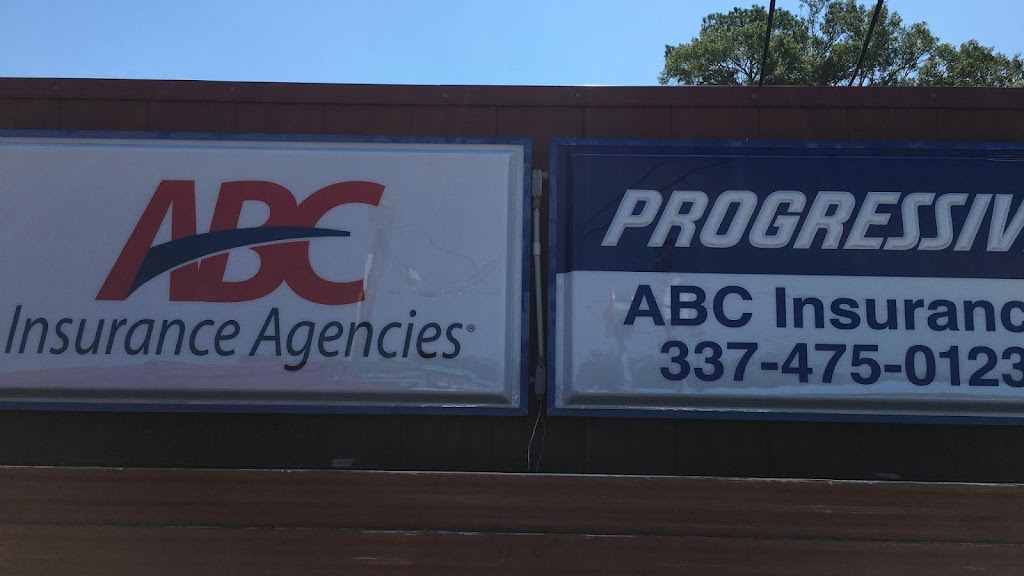 ABC
Insurance Agencies®
PROGRESSIV
ABC Insuranc
337-475-0123